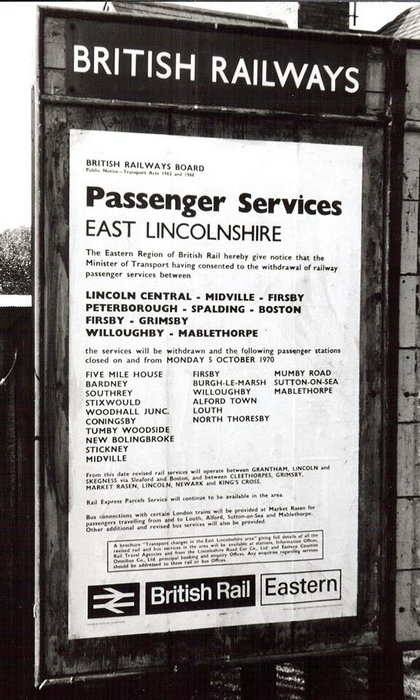 BRITISH RAILWAYS
BRITISH RAILWAYS BOARD
Public Notice—Transport Acts 1962 and 1968
Passenger Services
EAST LINCOLNSHIRE
The Eastern Region of British Rail hereby give notice that the
Minister of Transport having consented to the withdrawal of railway
passenger services between
LINCOLN CENTRAL - MIDVILLE - FIRSBY
PETERBOROUGH - SPALDING - BOSTON
FIRSBY - GRIMSBY
WILLOUGHBY - MABLETHORPE
the services will be withdrawn and the following passenger stations
closed on and from MONDAY 5 OCTOBER 1970
FIVE MILE HOUSE
BARDNEY
SOUTHREY
STIXWOULD
WOODHALL JUNC.
CONINGSBY
TUMBY WOODSIDE
NEW BOLINGBROKE
STICKNEY
MIDVILLE
FIRSBY
BURGH-LE-MARSH
WILLOUGHBY
ALFORD TOWN
LOUTH
NORTH THORESBY
MUMBY ROAD
SUTTON-ON-SEA
MABLETHORPE
From this date revised rail services will operate between GRANTHAM, LINCOLN and
SKEGNESS via Sleaford and Boston, and between CLEETHORPES, GRIMSBY,
MARKET RASEN, LINCOLN, NEWARK and KING'S CROSS.
Rail Express Parcels Service will continue to be available in the area.
Bus connections with certain London trains will be provided at Market Rasen for
passengers travelling from and to Louth, Alford, Sutton-on-Sea and Mablethorpe.
Other additional and revised bus services will also be provided.
A brochure "Transport changes in the East Lincolnshire area" giving full details of all the
revised rail and bus services in the area will be available at stations, Information Offices,
Rail Travel Agencies and from the Lincolnshire Road Car Co., Ltd. and Eastern Counties
Omnibus Co., Ltd. principal booking and enquiry Offices. Any enquiries regarding services
should be addressed to these rail or bus Offices.
British Rail
Eastern